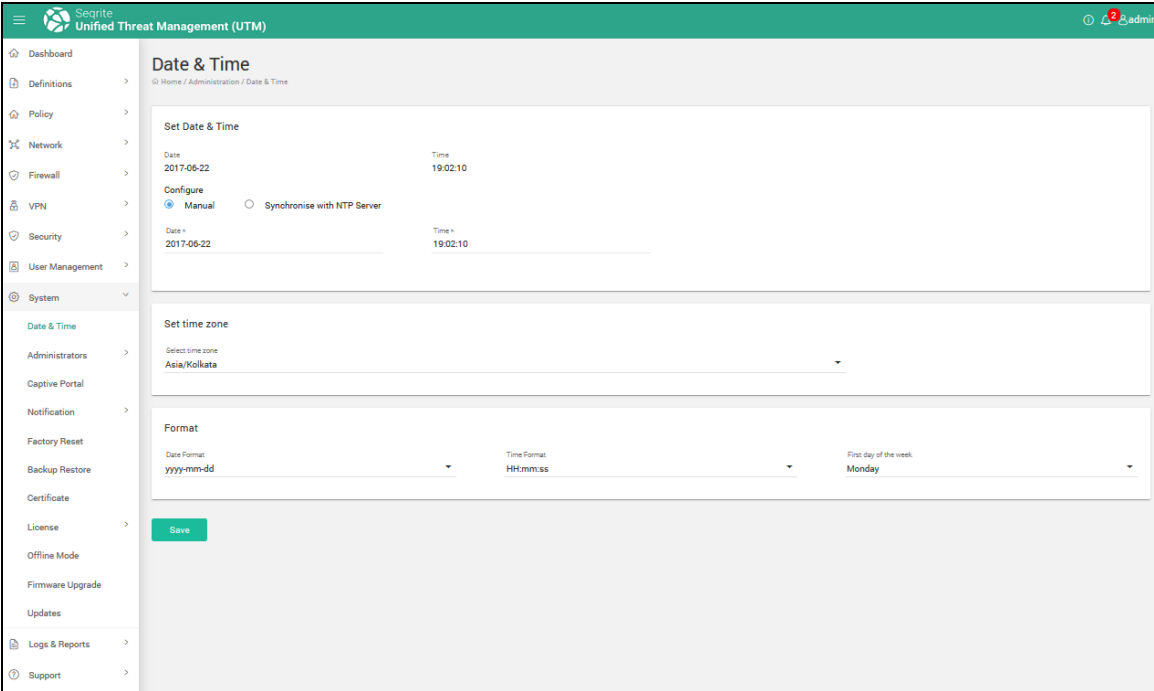 Seqrite
Unified Threat Management (UTM)
2
admin
Dashboard
Definitions
Policy
Network
Firewall
VPN
Security
User Management
System
Date & Time
Administrators
Captive Portal
Notification
Factory Reset
Backup Restore
Certificate
License
Offline Mode
Firmware Upgrade
Updates
Logs & Reports
Support
Date & Time
Home / Administration / Date & Time
Set Date & Time
Date Time
2017-06-22 19:02:10
Configure
Manual Synchronise with NTP Server
Date * Time *
2017-06-22 19:02:10
Set time zone
Select time zone
Asia/Kolkata
Format
Date Format Time Format First day of the week
yyyy-mm-dd HH:mm:ss Monday
Save